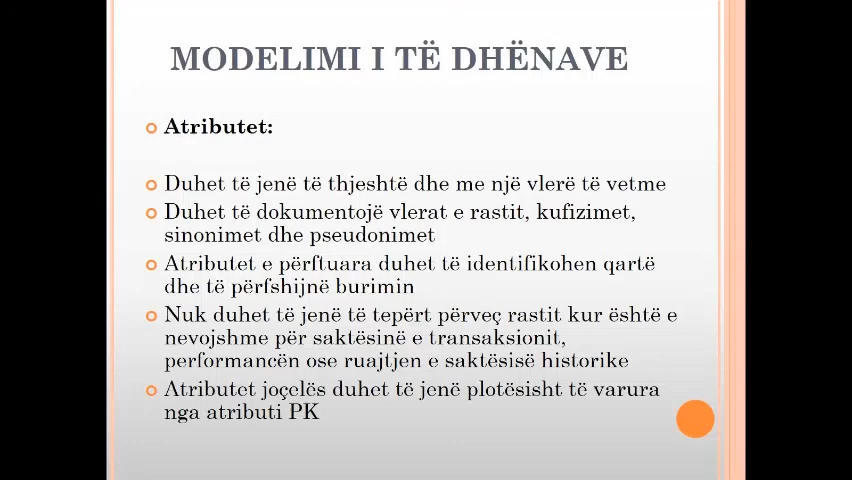 MODELIMI I TË DHËNAVE
Atributet:
Duhet të jenë të thjeshtë dhe me një vlerë të vetme
Duhet të dokumentojë vlerat e rastit, kufizimet,
sinonimet dhe pseudonimet
Atributet e përftuara duhet të identifikohen qartë
dhe të përfshijnë burimin
Nuk duhet të jenë të tepërt përveç rastit kur është e
nevojshme për saktësinë e transaksionit,
performancën ose ruajtjen e saktësisë historike
Atributet joçelës duhet të jenë plotësisht të varura
nga atributi PK